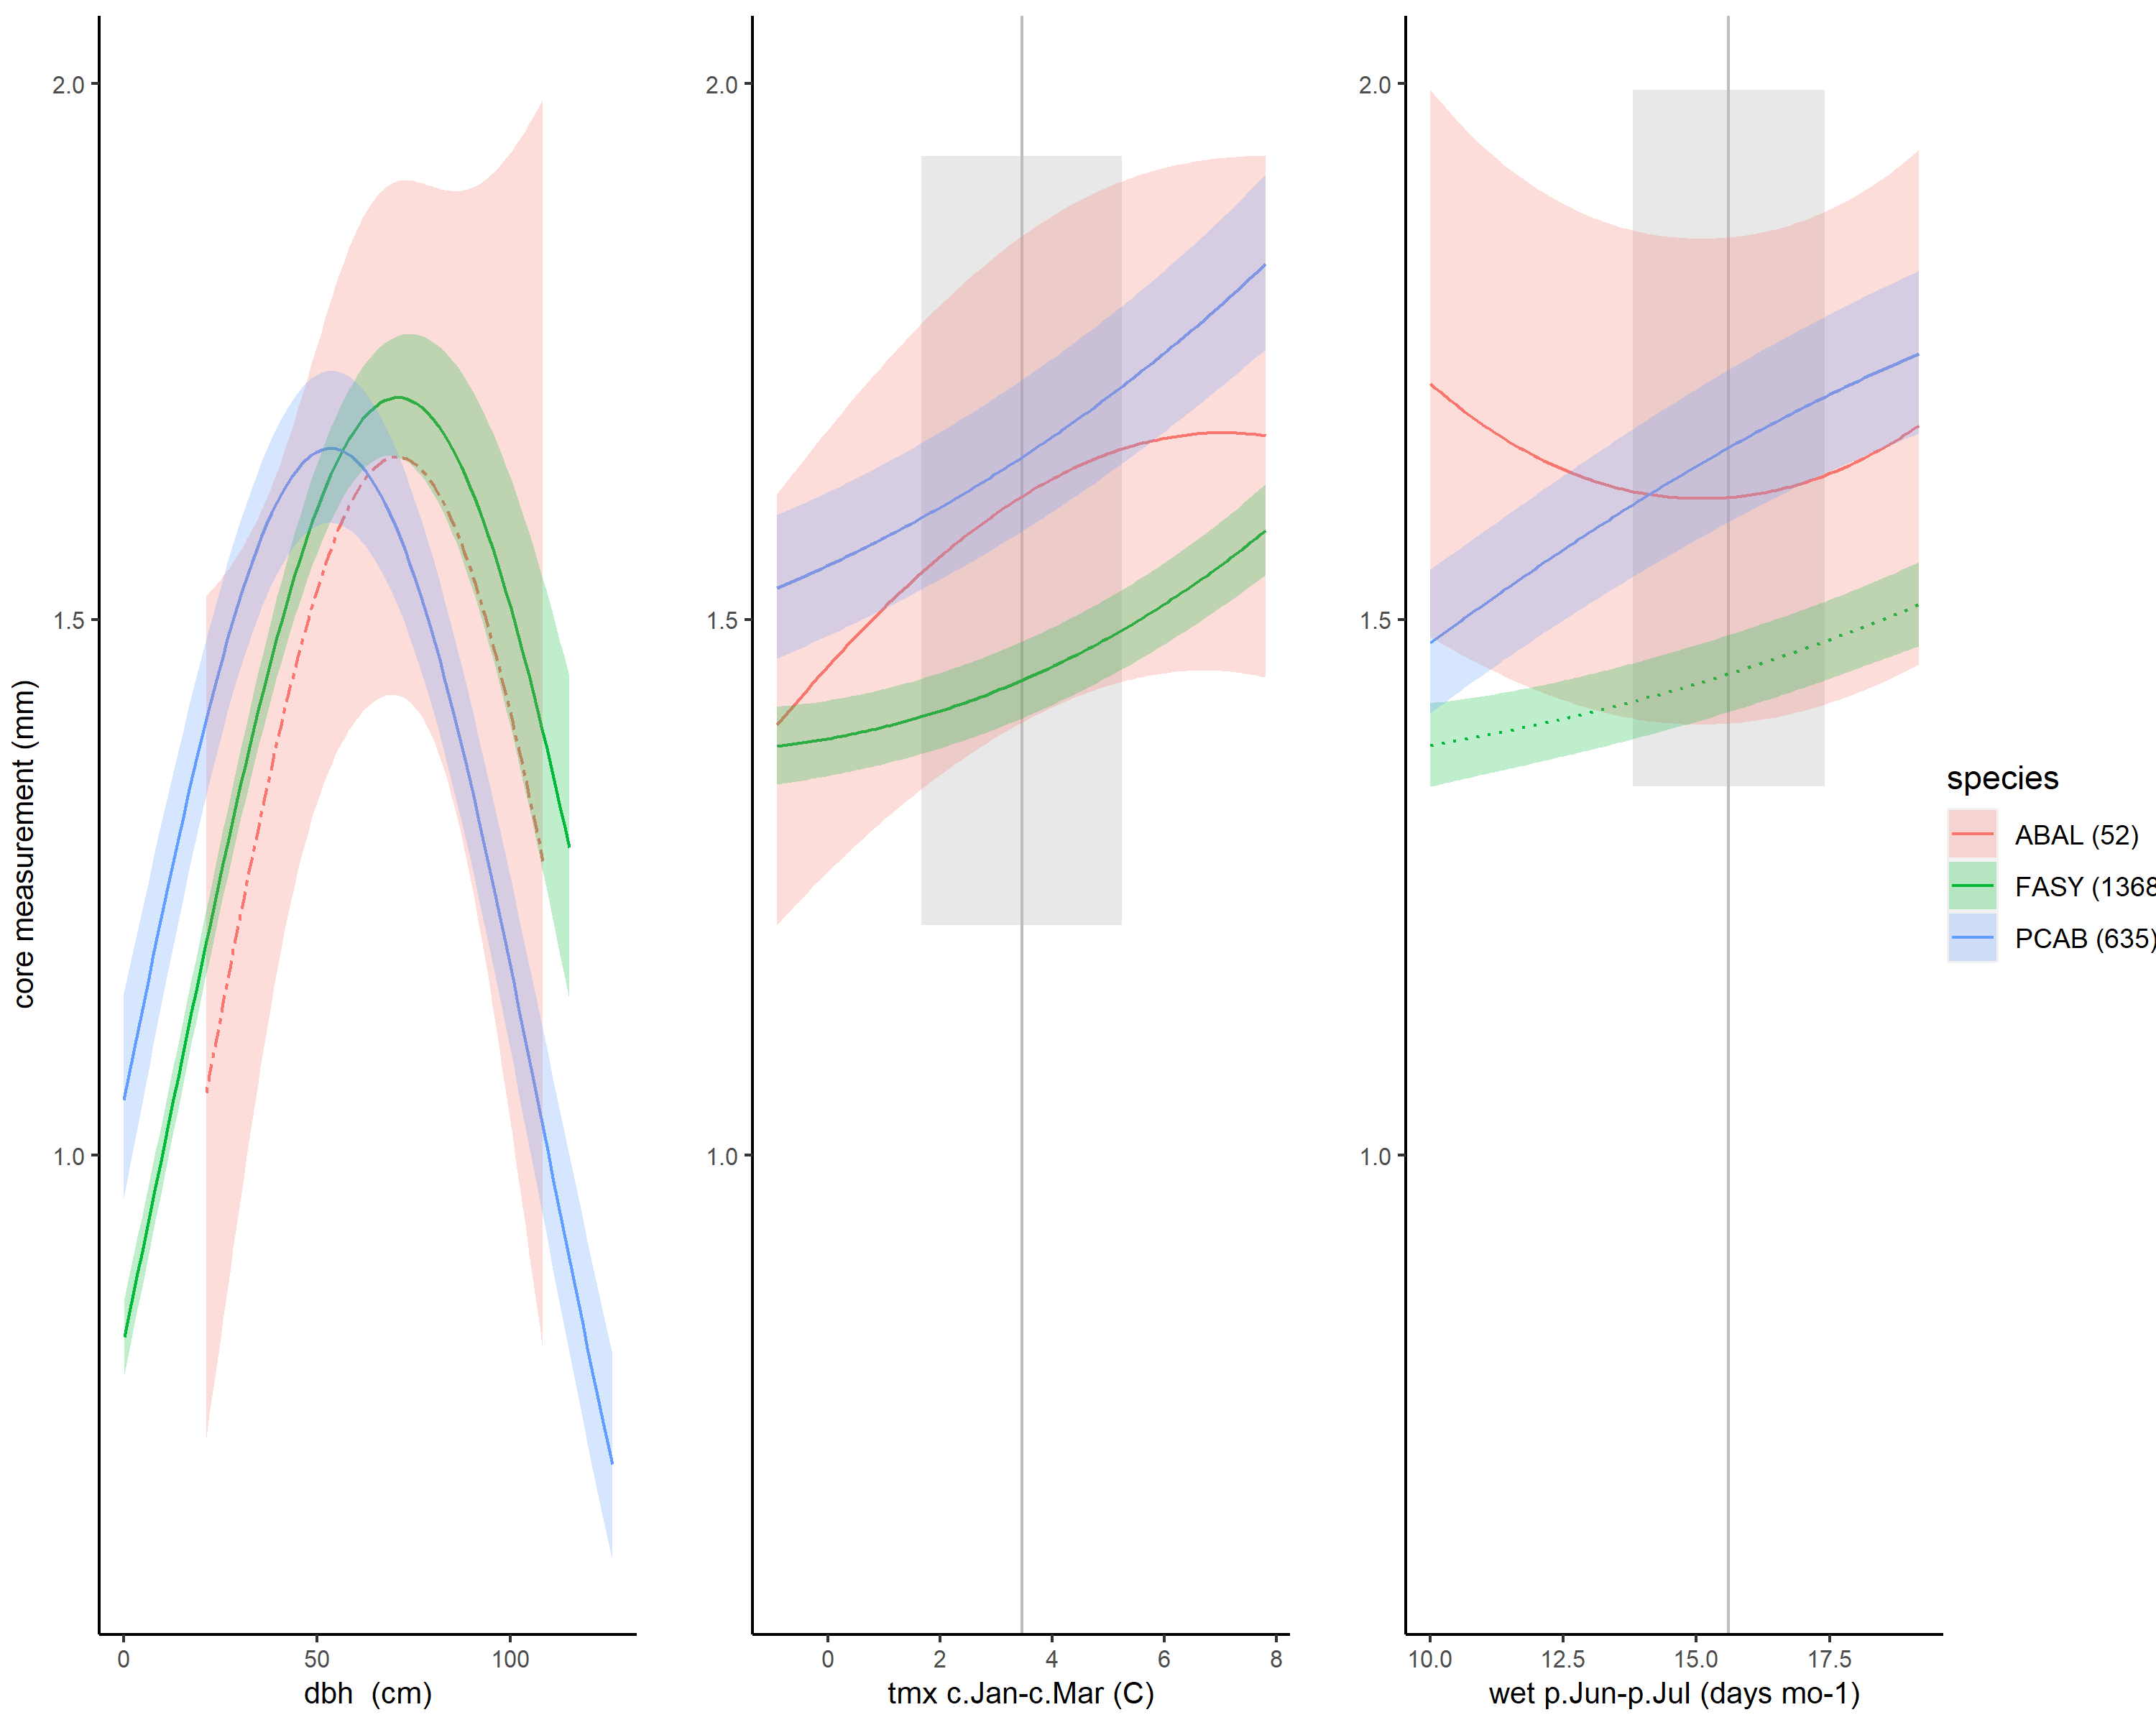 core measurement (mm)
2.0
1.5
1.0
0 50 100
dbh  (cm)
2.0
1.5
1.0
0 2 4 6 8
tmx c.Jan-c.Mar (C)
2.0
1.5
1.0
10.0 12.5 15.0 17.5
wet p.Jun-p.Jul (days mo-1)
species
ABAL (52)
FASY (1368
PCAB (635)